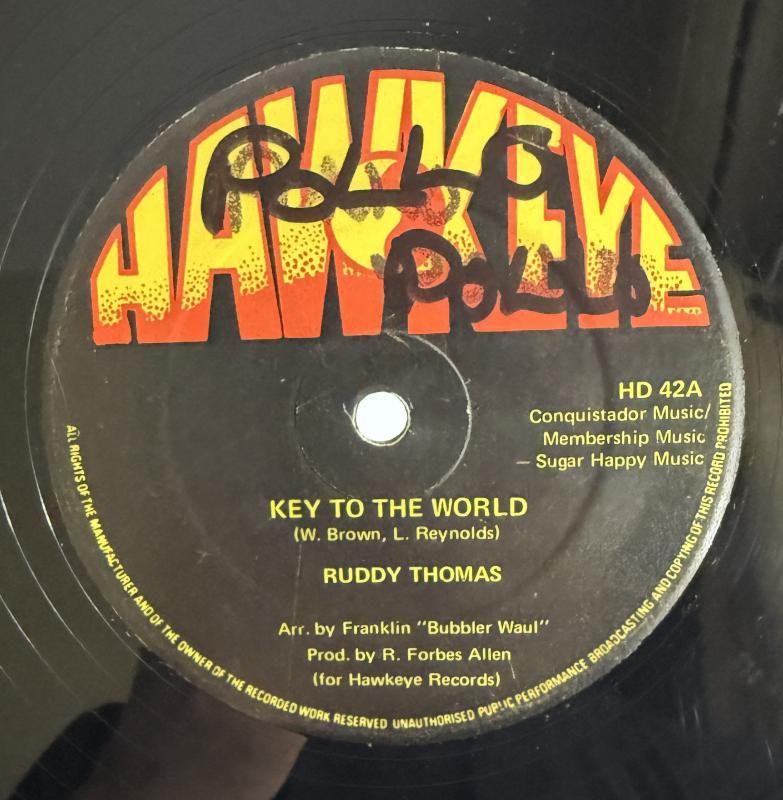 HAWKEYE
POLLO
POLLO
HD 42A
Conquistador Music/
Membership Music
— Sugar Happy Music
KEY TO THE WORLD
(W. Brown, L. Reynolds)
RUDDY THOMAS
Arr. by Franklin "Bubbler Waul"
Prod. by R. Forbes Allen
(for Hawkeye Records)
ALL RIGHTS OF THE MANUFACTURER AND OF THE OWNER OF THE RECORDED WORK RESERVED UNAUTHORISED PUBLIC PERFORMANCE BROADCASTING AND COPYING OF THIS RECORD PROHIBITED